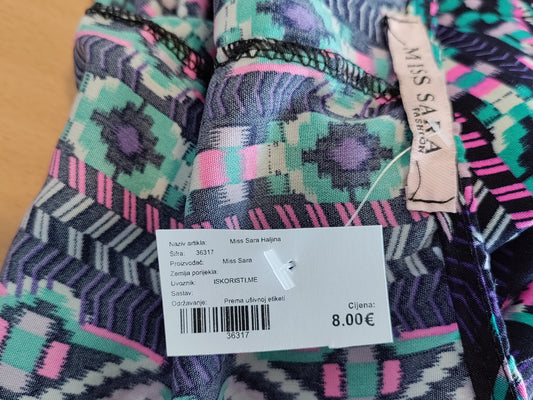 MISS SARA
FASHION
Naziv artikla: Miss Sara Haljina
Šifra: 36317
Proizvođač: Miss Sara
Zemlja porijekla:
Uvoznik: ISKORISTI.ME
Sastav:
Održavanje: Prema ušivnoj etiketi
36317
Cijena:
8.00€